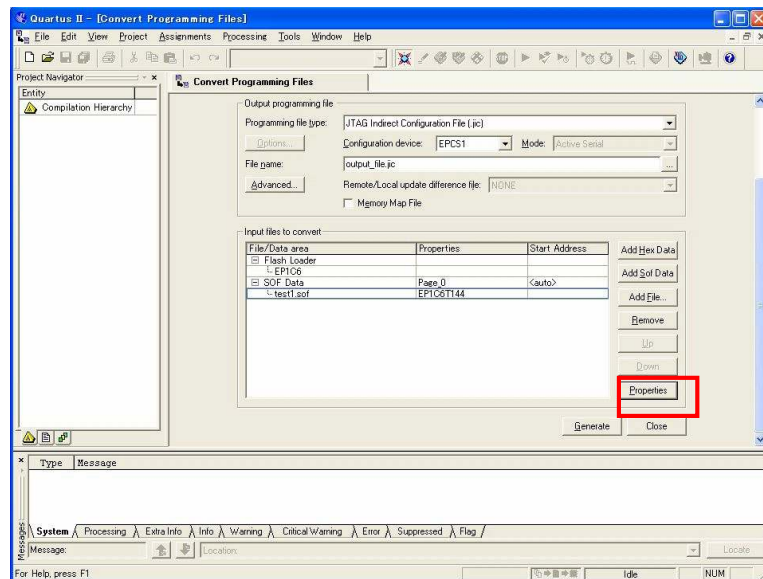 Quartus II - [Convert Programming Files]
File Edit View Project Assignments Processing Tools Window Help
Project Navigator
Entity
Compilation Hierarchy
Convert Programming Files
Output programming file
Programming file type: JTAG Indirect Configuration File (.jic)
Options... Configuration device: EPCS1 Mode: Active Serial
File name: output_file.jic ...
Advanced... Remote/Local update difference file: NONE
Memory Map File
Input files to convert
File/Data area Properties Start Address
Flash Loader
EP1C6
SOF Data Page_0 <auto>
test1.sof EP1C6T144
Add Hex Data
Add Sof Data
Add File...
Remove
Up
Down
Properties
Generate Close
Type Message
Messages
System Processing Extra Info Info Warning Critical Warning Error Suppressed Flag
Message: Location: Locate
For Help, press F1 Idle NUM